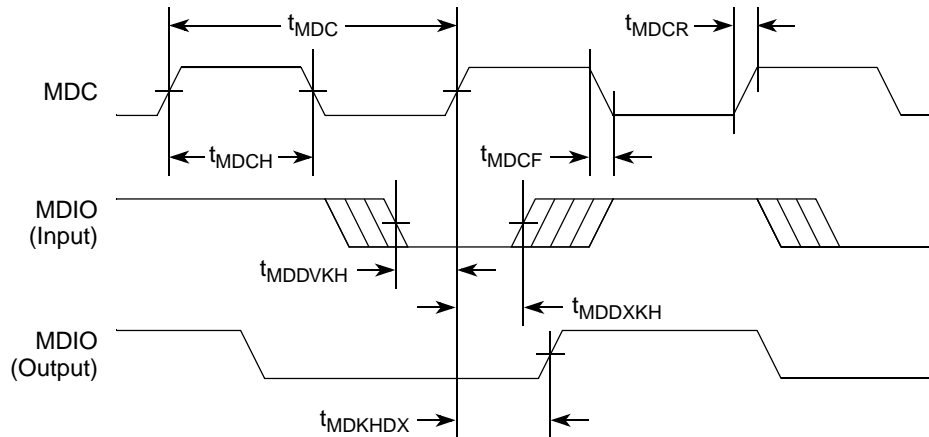 tMDC
tMDCR
MDC
tMDCH
tMDCF
MDIO
(Input)
tMDDVKH
tMDDXKH
MDIO
(Output)
tMDKHDX